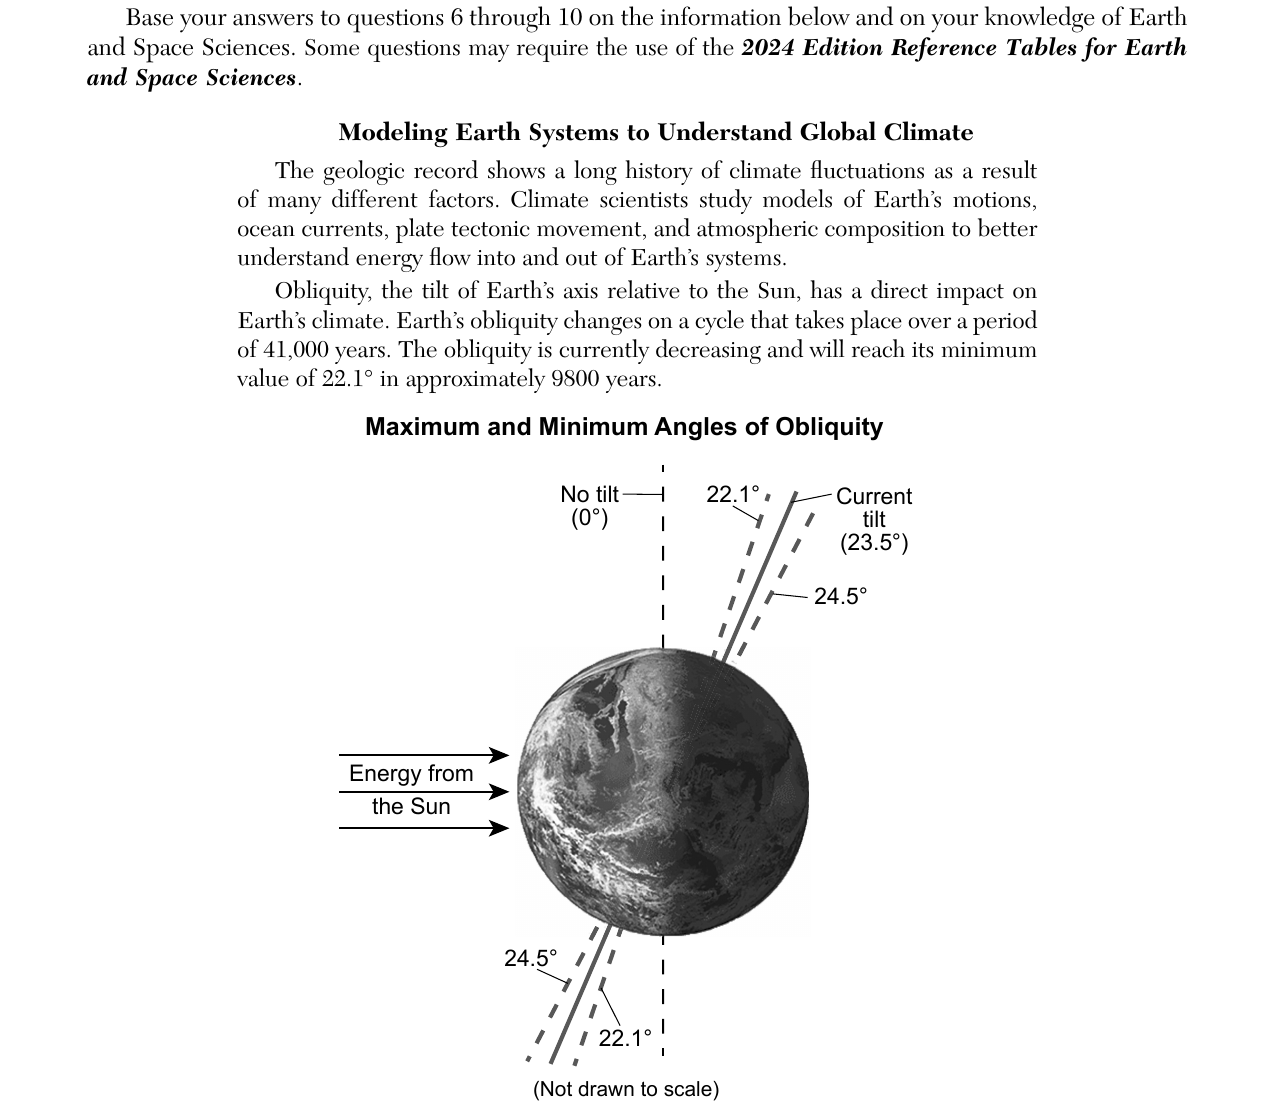 Base your answers to questions 6 through 10 on the information below and on your knowledge of Earth
and Space Sciences. Some questions may require the use of the 2024 Edition Reference Tables for Earth
and Space Sciences.
Modeling Earth Systems to Understand Global Climate
The geologic record shows a long history of climate fluctuations as a result
of many different factors. Climate scientists study models of Earth’s motions,
ocean currents, plate tectonic movement, and atmospheric composition to better
understand energy flow into and out of Earth’s systems.
Obliquity, the tilt of Earth’s axis relative to the Sun, has a direct impact on
Earth’s climate. Earth’s obliquity changes on a cycle that takes place over a period
of 41,000 years. The obliquity is currently decreasing and will reach its minimum
value of 22.1° in approximately 9800 years.
Maximum and Minimum Angles of Obliquity
No tilt
(0°)
22.1°
Current
tilt
(23.5°)
24.5°
Energy from
the Sun
24.5°
22.1°
(Not drawn to scale)